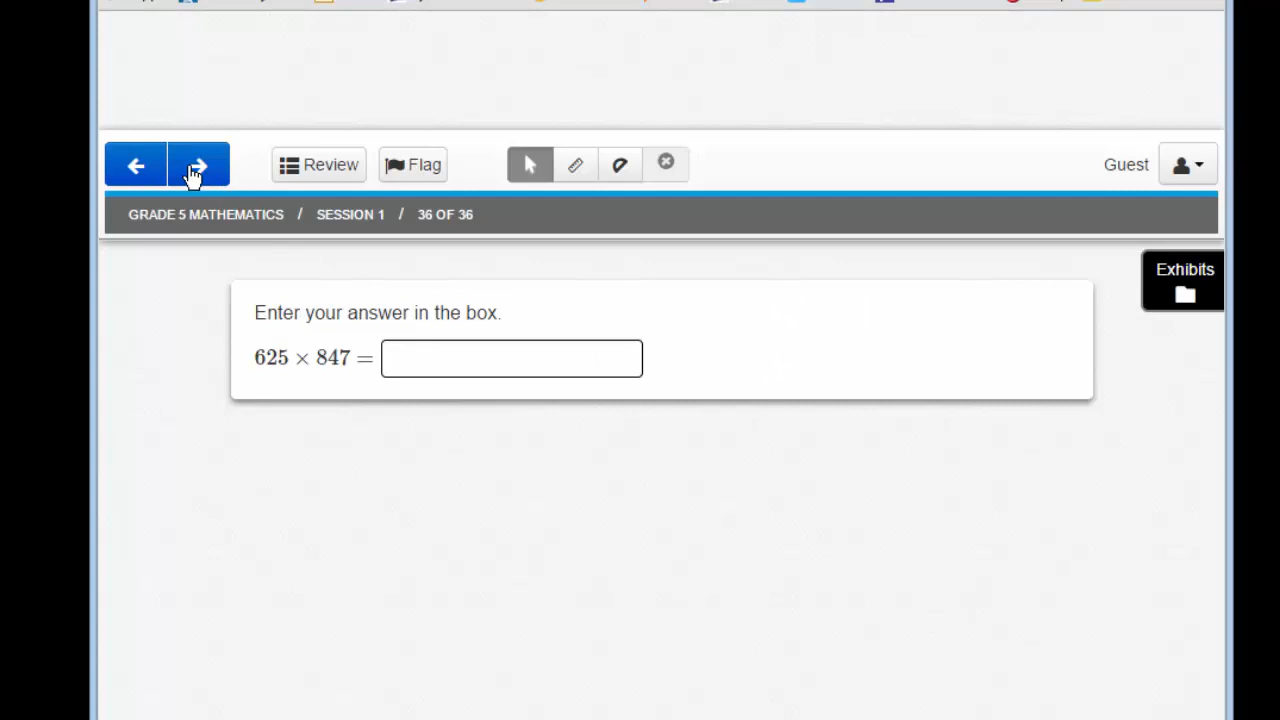 Review
Flag
Guest
GRADE 5 MATHEMATICS / SESSION 1 / 36 OF 36
Exhibits
Enter your answer in the box.
625 × 847 =